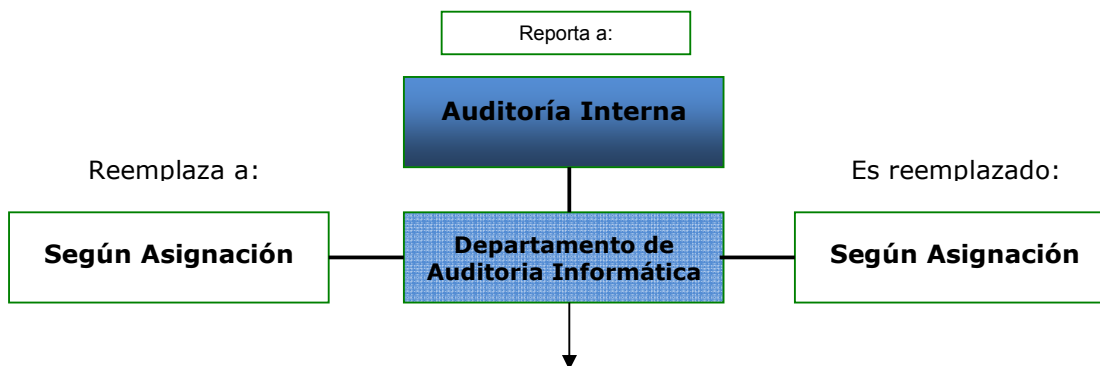 Reporta a:
Auditoría Interna
Reemplaza a:
Es reemplazado:
Según Asignación
Departamento de
Auditoria Informática
Según Asignación